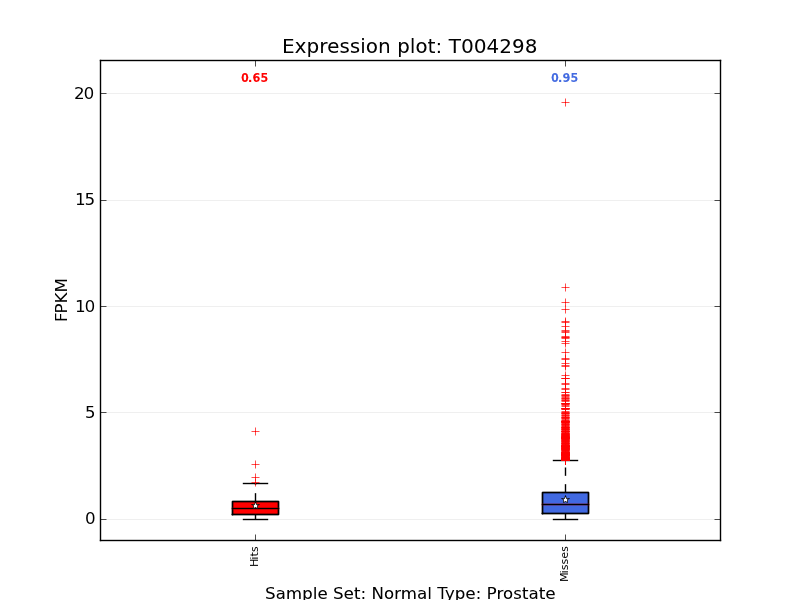 Expression plot: T004298
0.65 0.95
20
15
10
5
0
FPKM
Hits Misses
Sample Set: Normal Type: Prostate